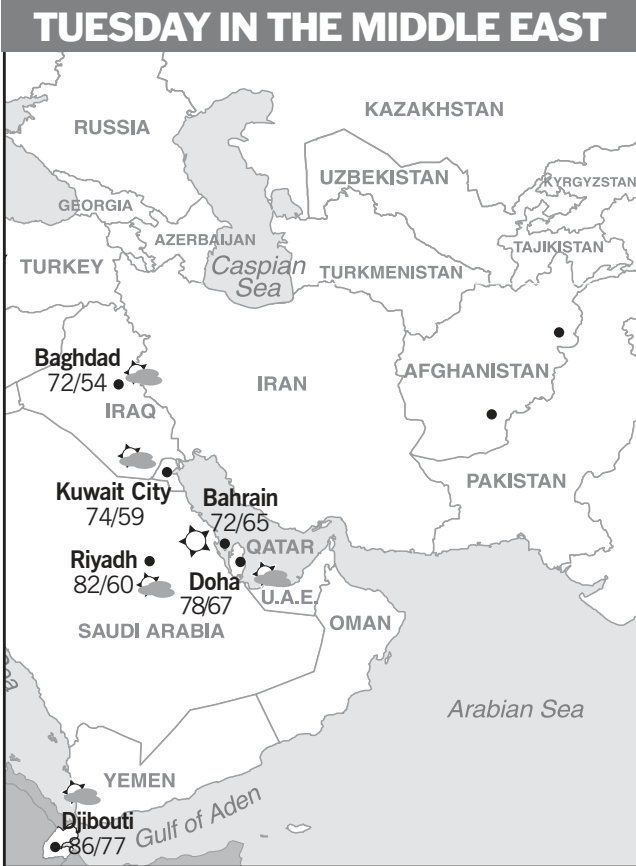 TUESDAY IN THE MIDDLE EAST
KAZAKHSTAN
RUSSIA
UZBEKISTAN
KYRGYZSTAN
GEORGIA
AZERBAIJAN
TAJIKISTAN
TURKEY
Caspian
Sea
TURKMENISTAN
Baghdad
72/54
IRAN
AFGHANISTAN
IRAQ
PAKISTAN
Kuwait City
74/59
Bahrain
72/65
QATAR
Riyadh
82/60
Doha
78/67
U.A.E.
SAUDI ARABIA
OMAN
Arabian Sea
YEMEN
Djibouti
86/77
Gulf of Aden